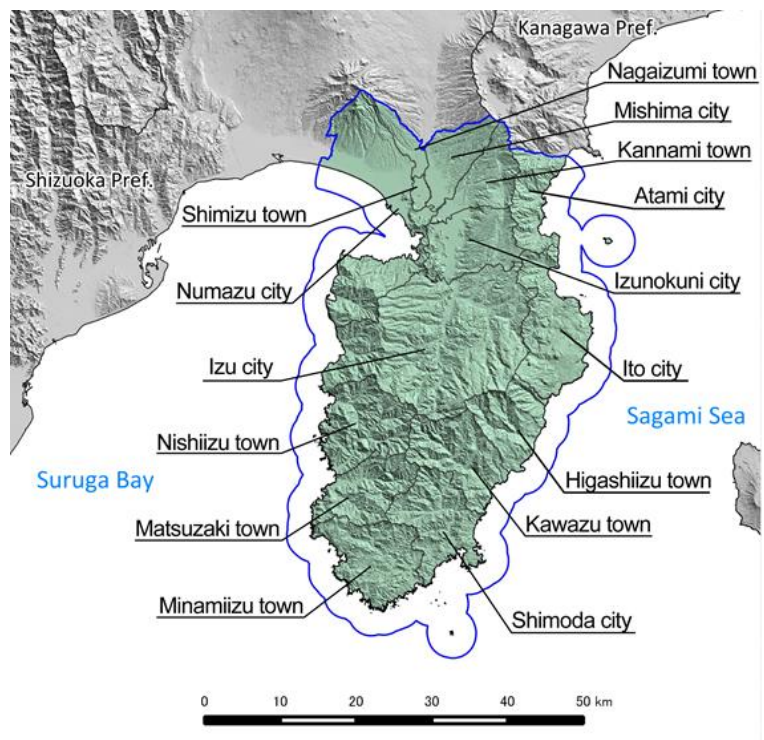 Kanagawa Pref.
Nagaizumi town
Mishima city
Kannami town
Shizuoka Pref.
Atami city
Shimizu town
Izunokuni city
Numazu city
Izu city
Ito city
Sagami Sea
Nishiizu town
Suruga Bay
Higashiizu town
Matsuzaki town
Kawazu town
Minamiizu town
Shimoda city
0 10 20 30 40 50 km